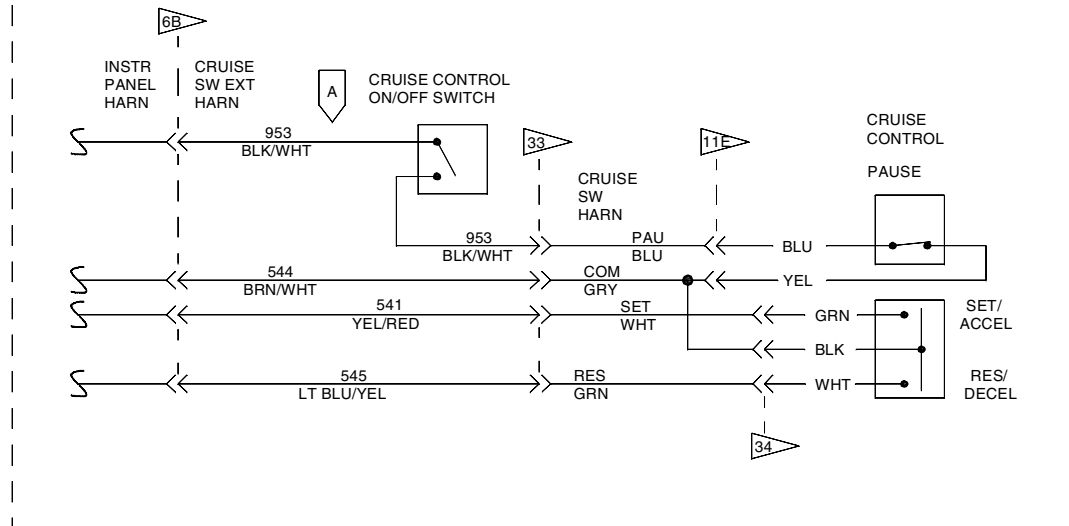 6B
INSTR
PANEL
HARN
CRUISE
SW EXT
HARN
A
CRUISE CONTROL
ON/OFF SWITCH
953
BLK/WHT
33
11E
CRUISE
CONTROL
PAUSE
CRUISE
SW
HARN
953
BLK/WHT
PAU
BLU
BLU
544
BRN/WHT
COM
GRY
YEL
541
YEL/RED
SET
WHT
GRN
SET/
ACCEL
BLK
545
LT BLU/YEL
RES
GRN
WHT
RES/
DECEL
34